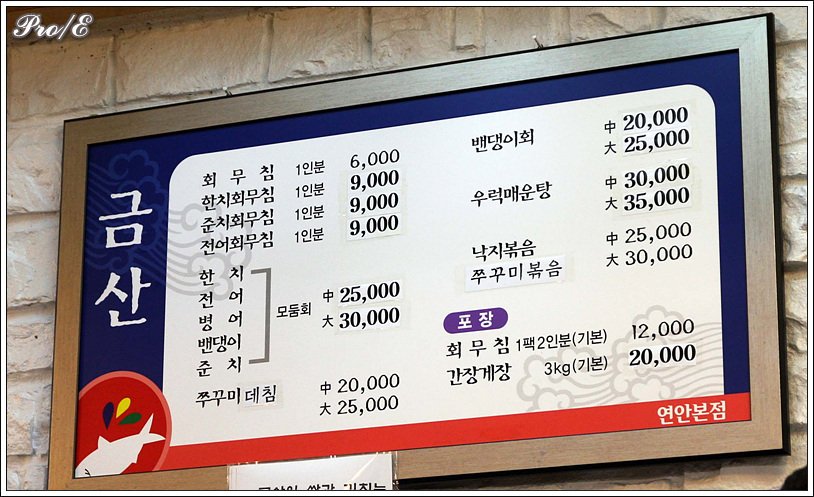 Pro/E
금산
회 무 침 1인분 6,000
한치회무침 1인분 9,000
준치회무침 1인분 9,000
전어회무침 1인분 9,000
한 치
전 어
병 어
밴댕이
준 치
모둠회 中 25,000
大 30,000
쭈꾸미 데침 中 20,000
大 25,000
밴댕이회 中 20,000
大 25,000
우럭매운탕 中 30,000
大 35,000
낙지볶음 中 25,000
쭈꾸미볶음 大 30,000
포 장
회 무 침 1팩2인분(기본) 12,000
간장게장 3kg(기본) 20,000
연안본점